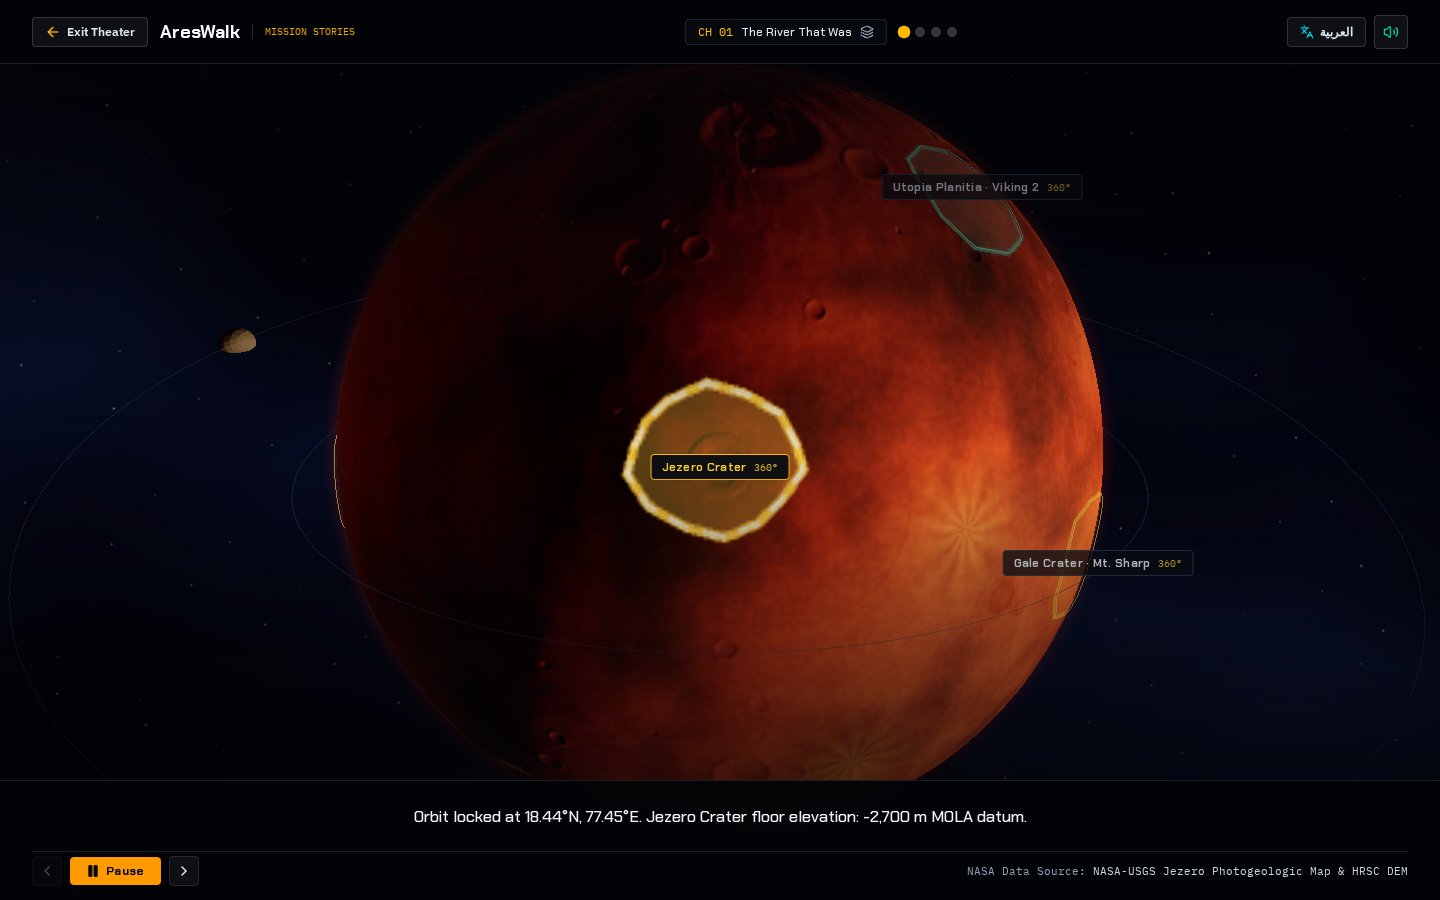 Exit Theater
AresWalk
MISSION STORIES
CH 01 The River That Was
العربية
Utopia Planitia · Viking 2 360°
Jezero Crater 360°
Gale Crater · Mt. Sharp 360°
Orbit locked at 18.44°N, 77.45°E. Jezero Crater floor elevation: -2,700 m MOLA datum.
Pause
NASA Data Source: NASA-USGS Jezero Photogeologic Map & HRSC DEM